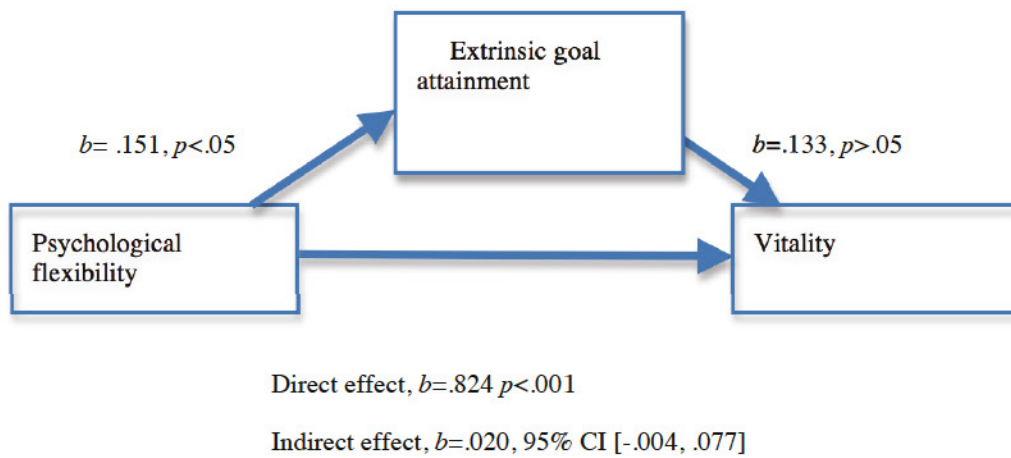 Extrinsic goal
attainment
b= .151, p<.05
b=.133, p>.05
Psychological
flexibility
Vitality
Direct effect, b=.824 p<.001
Indirect effect, b=.020, 95% CI [-.004, .077]